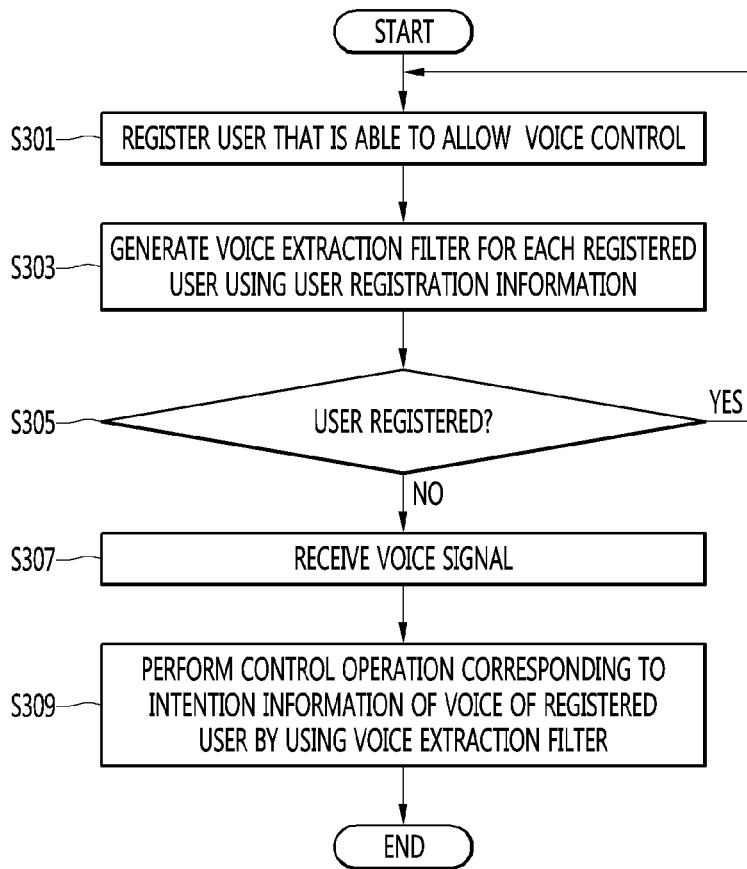 START
S301
REGISTER USER THAT IS ABLE TO ALLOW VOICE CONTROL
S303
GENERATE VOICE EXTRACTION FILTER FOR EACH REGISTERED
USER USING USER REGISTRATION INFORMATION
S305
USER REGISTERED?
YES
NO
S307
RECEIVE VOICE SIGNAL
S309
PERFORM CONTROL OPERATION CORRESPONDING TO
INTENTION INFORMATION OF VOICE OF REGISTERED
USER BY USING VOICE EXTRACTION FILTER
END